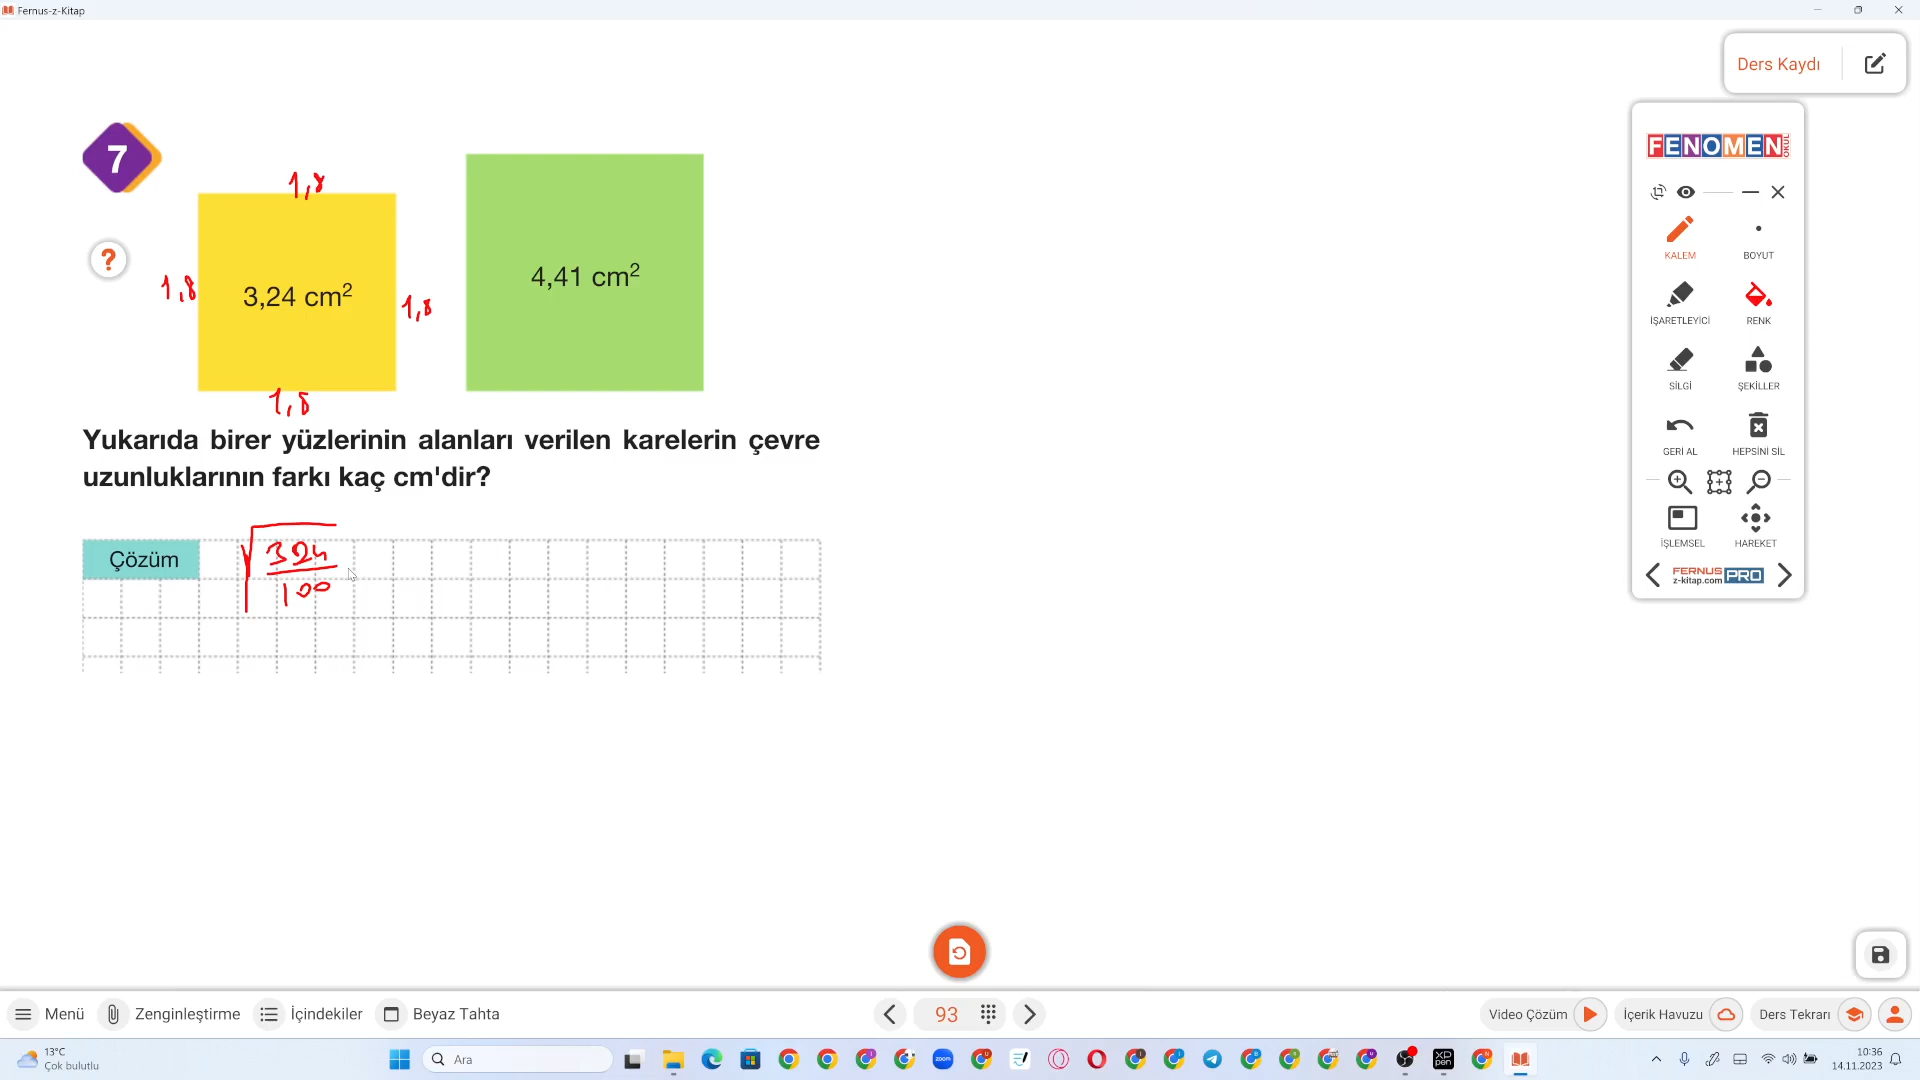 Fernus-z-Kitap
Ders Kaydı
7
1,8
FENOMEN OKUL
?
1,8
3,24 cm²
1,8
4,41 cm²
1,8
KALEM
BOYUT
İŞARETLEYİCİ
RENK
SİLGİ
ŞEKİLLER
GERİ AL
HEPSİNİ SİL
İŞLEMSEL
HAREKET
FERNUS PRO
z-kitap.com
Yukarıda birer yüzlerinin alanları verilen karelerin çevre
uzunluklarının farkı kaç cm'dir?
Çözüm
√324
100
Menü
Zenginleştirme
İçindekiler
Beyaz Tahta
93
Video Çözüm
İçerik Havuzu
Ders Tekrarı
13°C
Çok bulutlu
Ara
zoom
XP
pen
10:36
14.11.2023